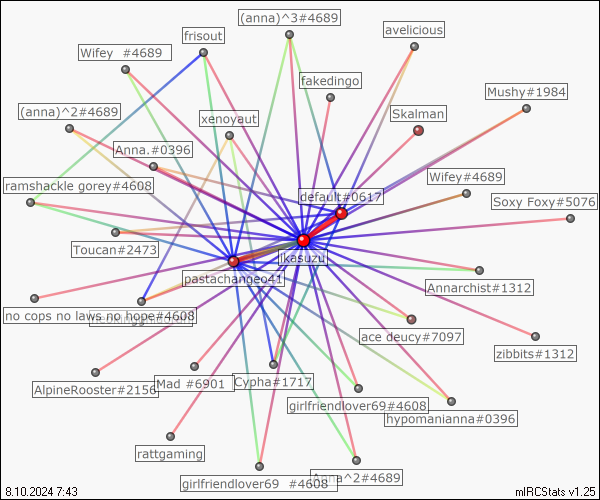 (anna)^3#4689
avelicious
frisout
Wifey  #4689
fakedingo
Mushy#1984
(anna)^2#4689
xenoyaut
Skalman
Anna.#0396
Wifey#4689
ramshackle gorey#4608
default#0617
Soxy Foxy#5076
Toucan#2473
ikasuzu
pastachangeo41
Annarchist#1312
no cops no laws no hope#4608
ace deucy#7097
zibbits#1312
AlpineRooster#2156
Mad #6901
Cypha#1717
girlfriendlover69#4608
hypomanianna#0396
rattgaming
girlfriendlover69  #4608
Anna^2#4689
8.10.2024 7:43
mIRCStats v1.25